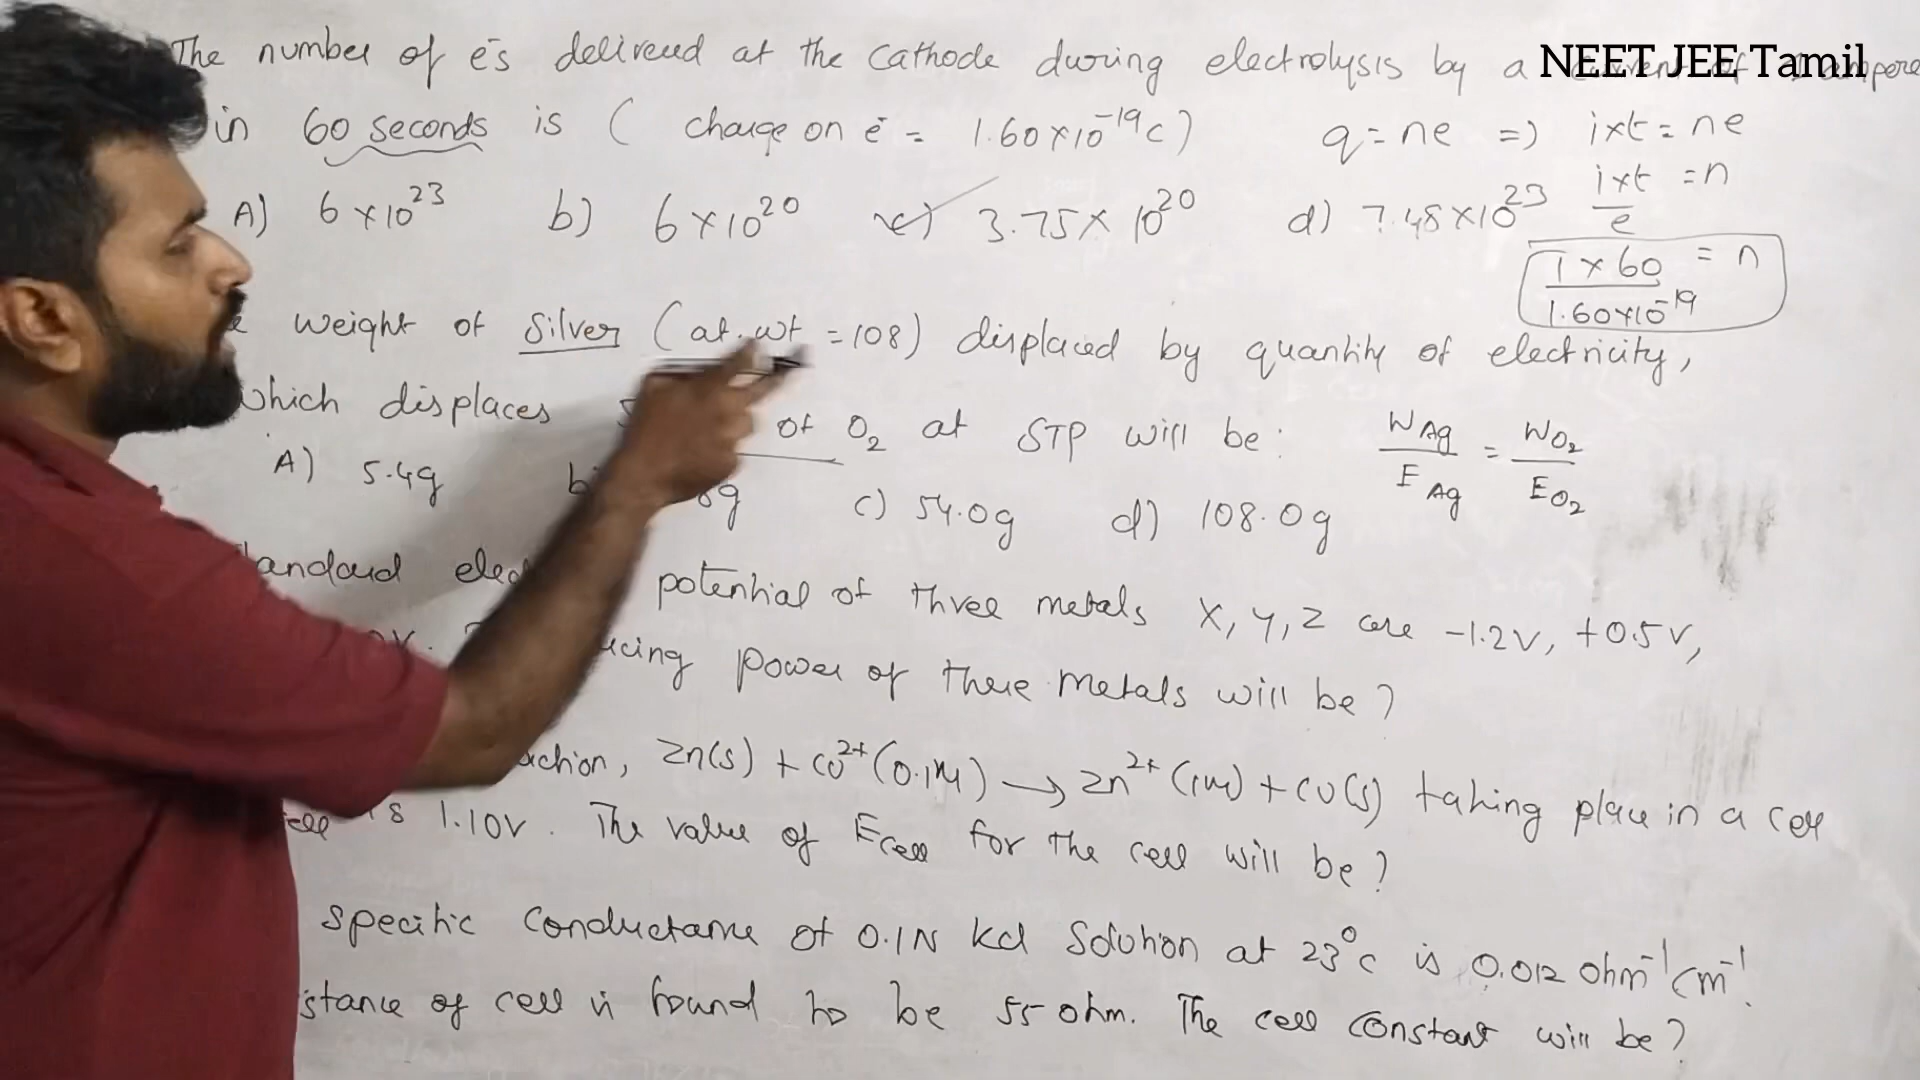 The number of e⁻s delivered at the cathode during electrolysis by a
NEET JEE Tamil
in 60 seconds is ( charge on e⁻ = 1.60×10⁻¹⁹c) q = ne => i×t = ne
i×t/e = n
A) 6×10²³ b) 6×10²⁰ c) 3.75×10²⁰ d) 7.48×10²³
1×60/1.60×10⁻¹⁹ = n
weight of Silver (at.wt =108) displaced by quantity of electricity,
which displaces of O₂ at STP will be: W Ag/E Ag = W O₂/E O₂
A) 5.4g c) 54.0g d) 108.0g
potential of three metals X, Y, Z are -1.2V, +0.5V,
power of these metals will be?
Zn(s) + Cu²⁺(0.1M) → Zn²⁺(1M) + Cu(s) taking place in a cell
is 1.10V. The value of Ecell for the cell will be?
Specific conductance of 0.1N kcl Solution at 23°c is 0.012 ohm⁻¹cm⁻¹.
of cell is found to be 55 ohm. The cell constant will be?